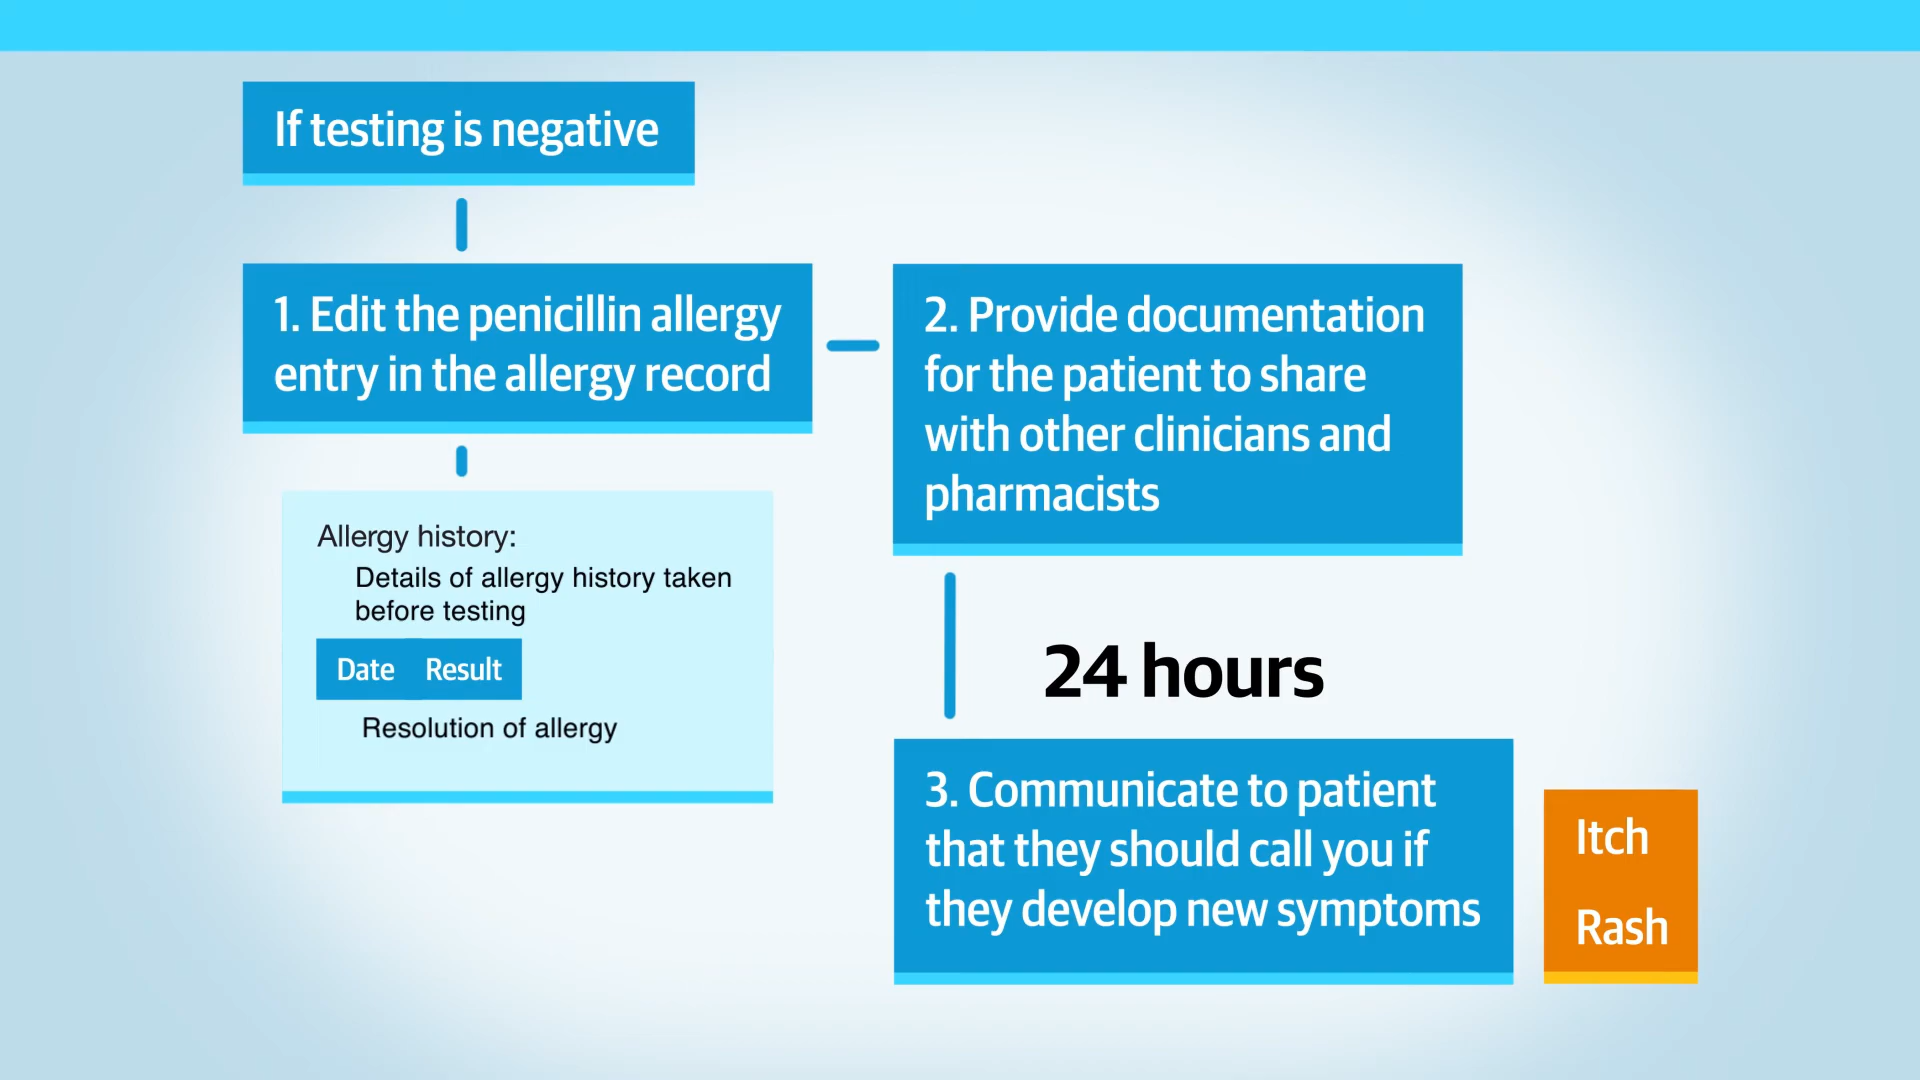 If testing is negative
1. Edit the penicillin allergy
entry in the allergy record
Allergy history:
Details of allergy history taken
before testing
Date Result
Resolution of allergy
2. Provide documentation
for the patient to share
with other clinicians and
pharmacists
24 hours
3. Communicate to patient
that they should call you if
they develop new symptoms
Itch
Rash